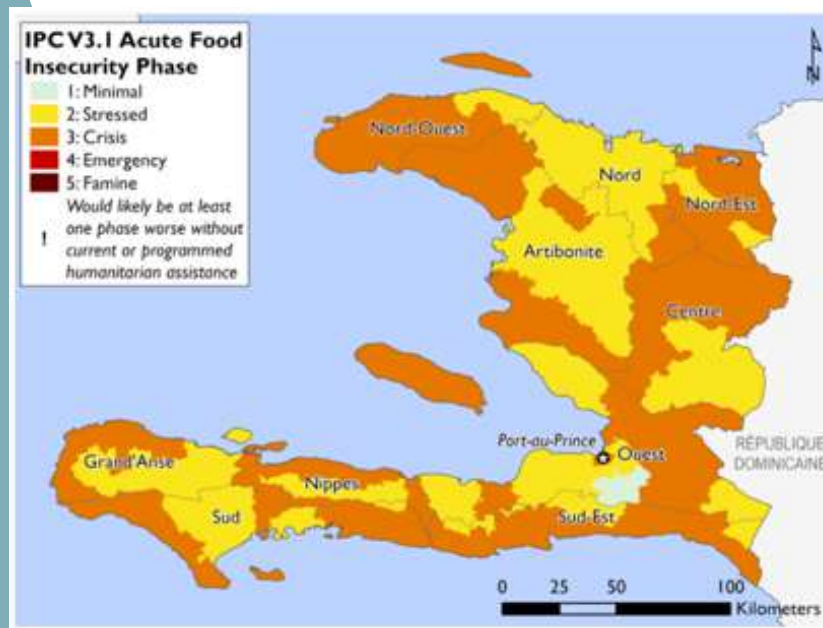 IPC V3.1 Acute Food
Insecurity Phase
1: Minimal
2: Stressed
3: Crisis
4: Emergency
5: Famine
Would likely be at least
! one phase worse without
current or programmed
humanitarian assistance
N
Nord-Ouest
Nord
Nord-Est
Artibonite
Centre
Port-au-Prince
Ouest
RÉPUBLIQUE
DOMINICAINE
Grand'Anse
Nippes
Sud
Sud-Est
0 25 50 100
Kilometers